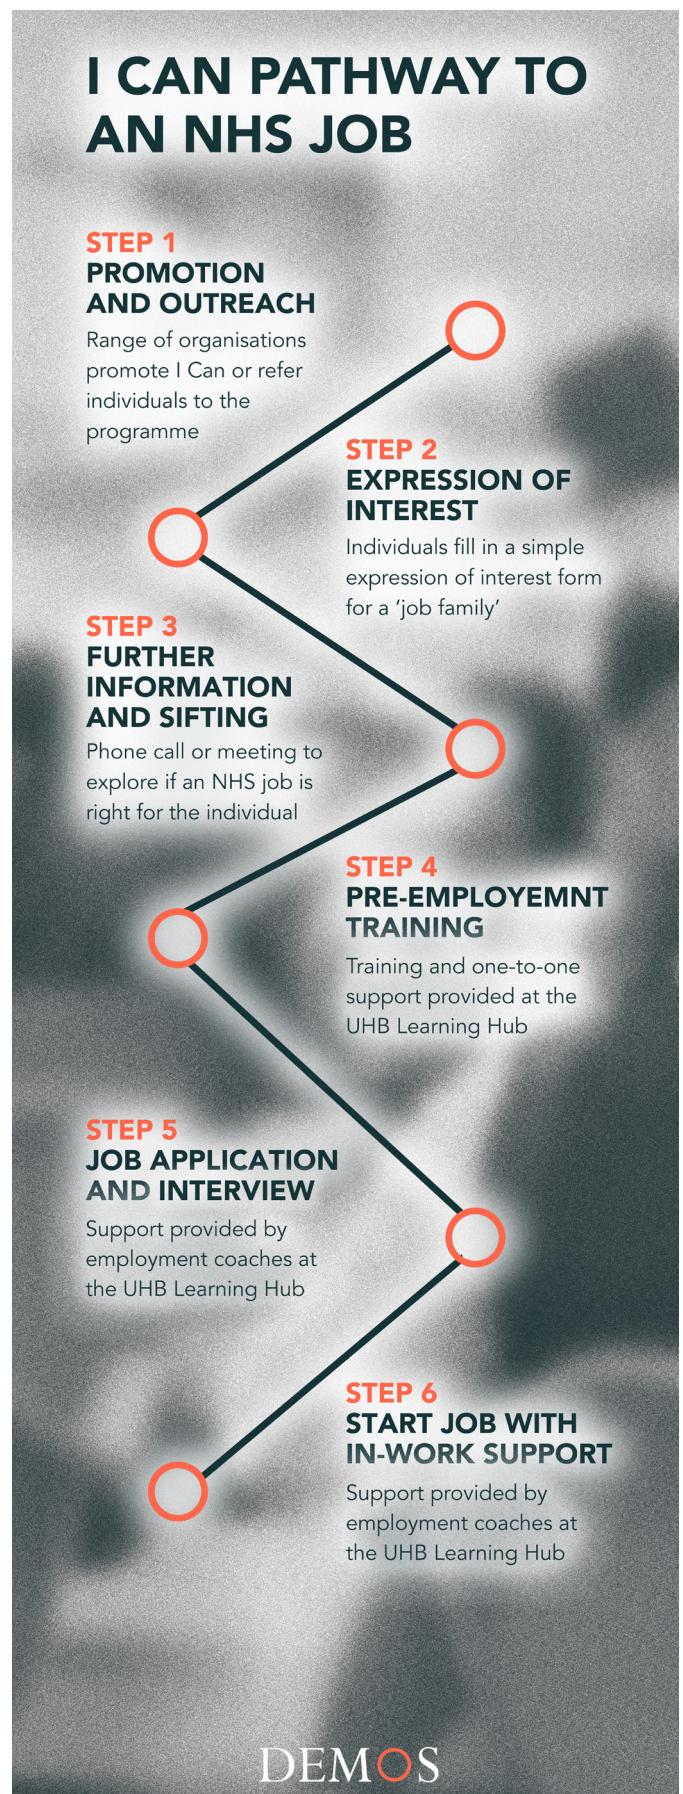 I CAN PATHWAY TO
AN NHS JOB
STEP 1
PROMOTION
AND OUTREACH
Range of organisations
promote I Can or refer
individuals to the
programme
STEP 2
EXPRESSION OF
INTEREST
Individuals fill in a simple
expression of interest form
for a ‘job family’
STEP 3
FURTHER
INFORMATION
AND SIFTING
Phone call or meeting to
explore if an NHS job is
right for the individual
STEP 4
PRE-EMPLOYEMNT
TRAINING
Training and one-to-one
support provided at the
UHB Learning Hub
STEP 5
JOB APPLICATION
AND INTERVIEW
Support provided by
employment coaches at
the UHB Learning Hub
STEP 6
START JOB WITH
IN-WORK SUPPORT
Support provided by
employment coaches at
the UHB Learning Hub
DEMOS